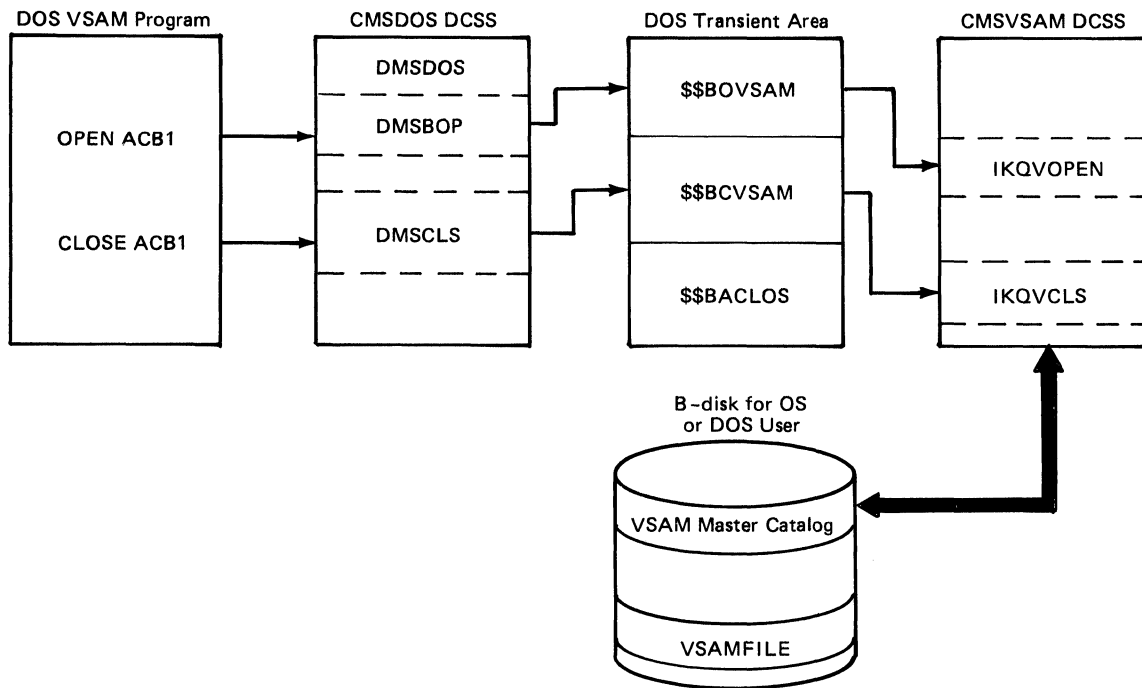 DOS VSAM Program
CMSDOS DCSS
DOS Transient Area
CMSVSAM DCSS
OPEN ACB1
CLOSE ACB1
DMSDOS
DMSBOP
DMSCLS
$$BOVSAM
$$BCVSAM
$$BACLOS
IKQVOPEN
IKQVCLS
B-disk for OS
or DOS User
VSAM Master Catalog
VSAMFILE